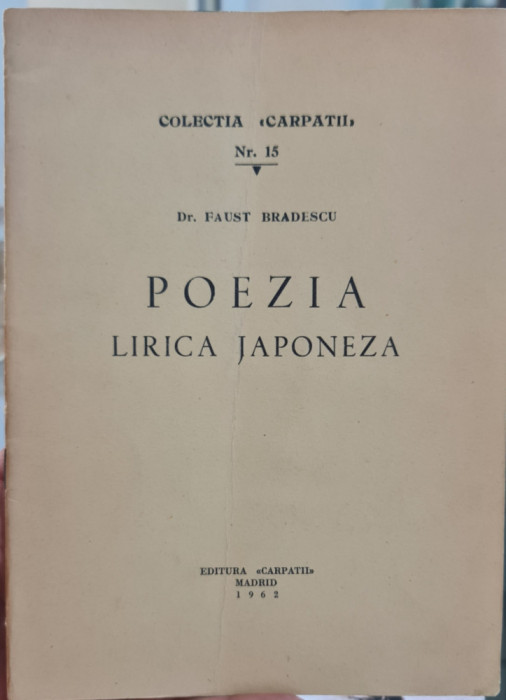 COLECTIA «CARPATII»
Nr. 15
Dr. FAUST BRADESCU
POEZIA
LIRICA JAPONEZA
EDITURA «CARPATII»
MADRID
1962